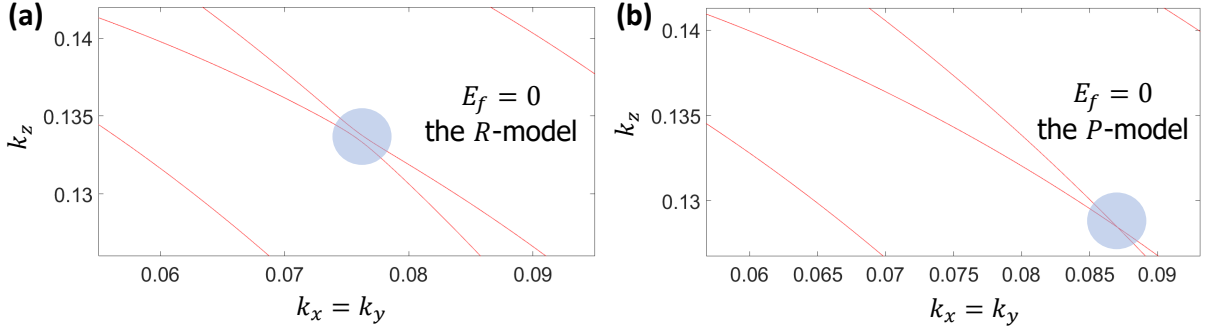 (a)
0.14
0.135
0.13
k_z
E_f = 0
the R-model
0.06
0.07
0.08
0.09
k_x = k_y
(b)
0.14
0.135
0.13
k_z
E_f = 0
the P-model
0.06
0.065
0.07
0.075
0.08
0.085
0.09
k_x = k_y